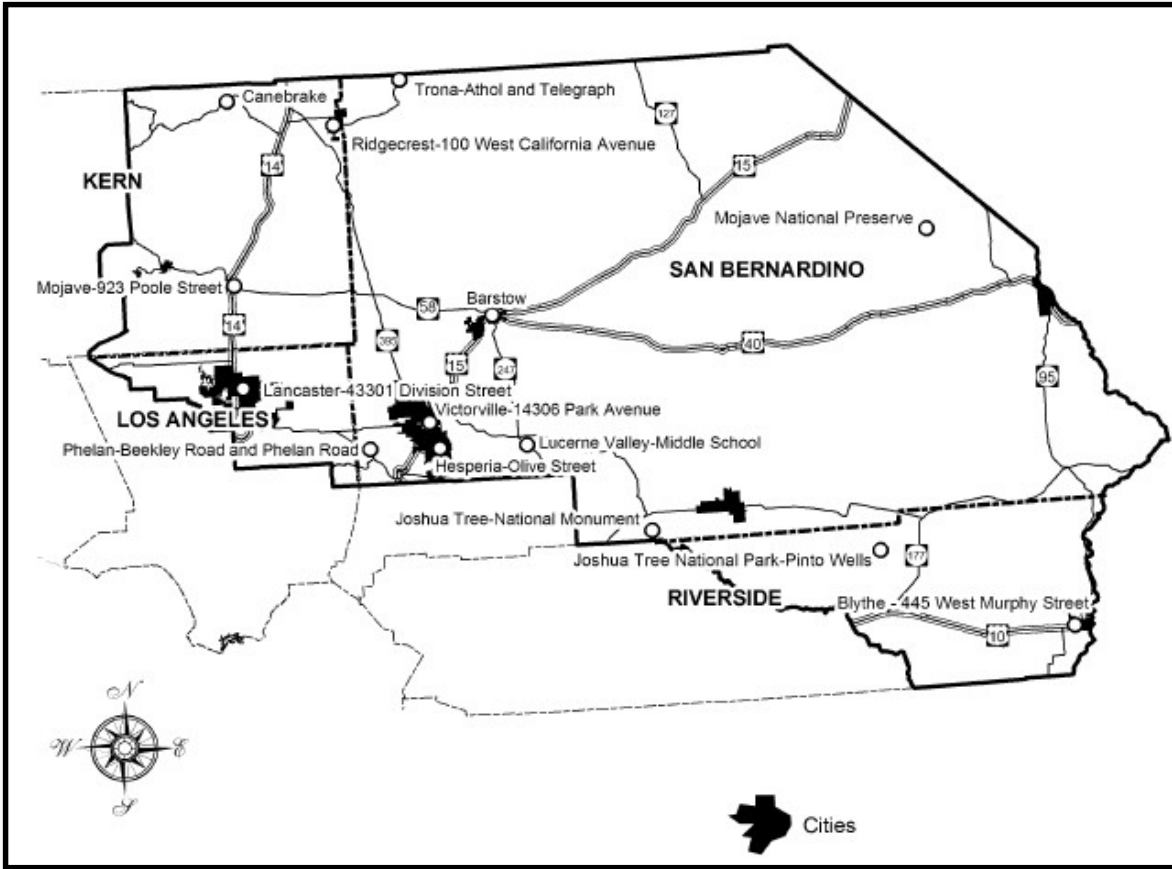 Canebrake
Trona-Athol and Telegraph
127
Ridgecrest-100 West California Avenue
14
15
KERN
Mojave National Preserve
SAN BERNARDINO
Mojave-923 Poole Street
Barstow
58
14
395
15
247
40
95
Lancaster-43301 Division Street
LOS ANGELES
Victorville-14306 Park Avenue
Phelan-Beekley Road and Phelan Road
Lucerne Valley-Middle School
Hesperia-Olive Street
Joshua Tree-National Monument
Joshua Tree National Park-Pinto Wells
177
RIVERSIDE
Blythe - 445 West Murphy Street
10
N
W
E
S
Cities